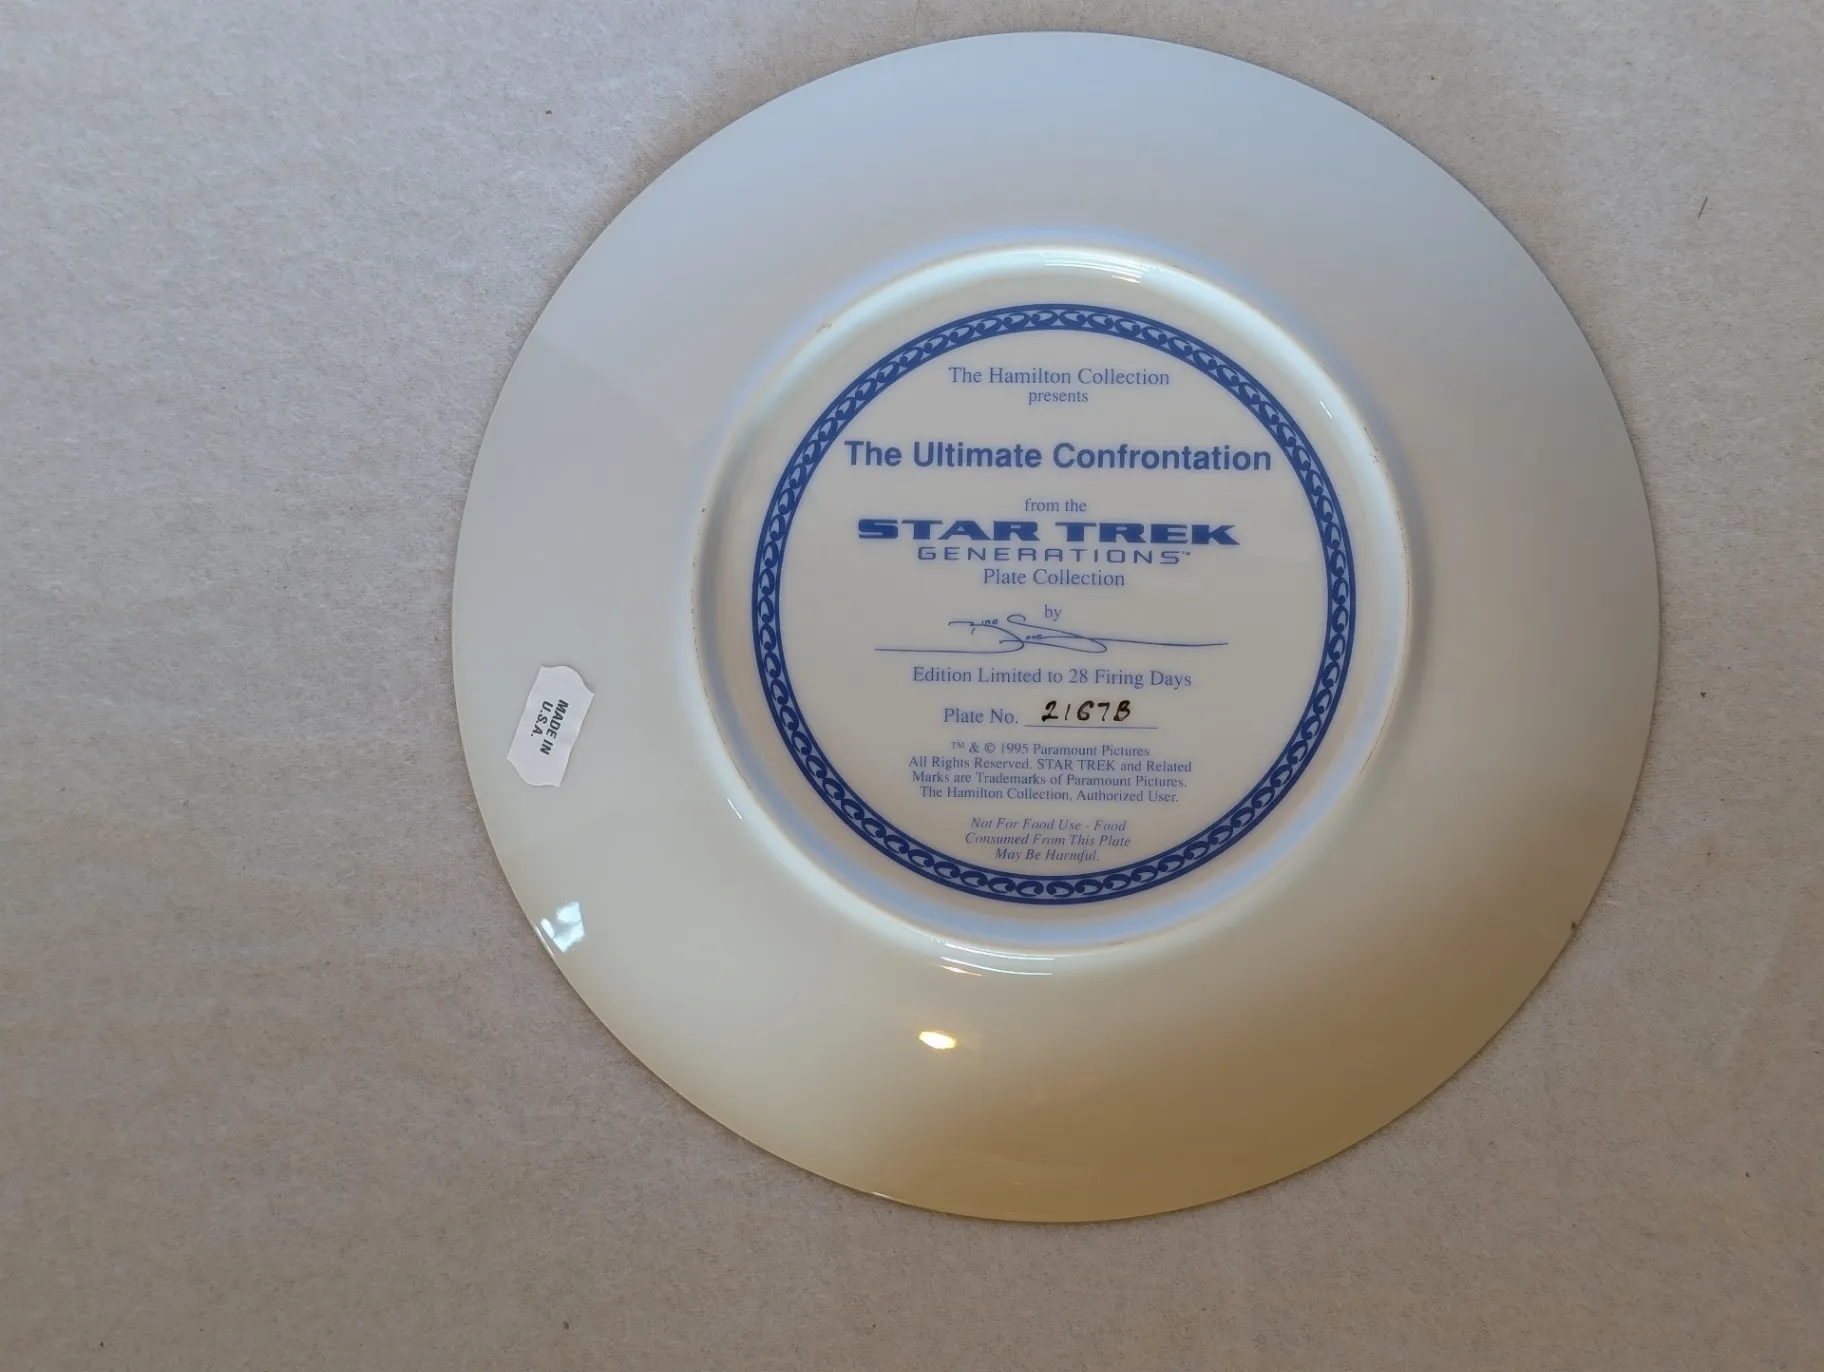 The Hamilton Collection
presents
The Ultimate Confrontation
from the
STAR TREK
GENERATIONS™
Plate Collection
by
Edition Limited to 28 Firing Days
Plate No. 2167B
™ & © 1995 Paramount Pictures
All Rights Reserved. STAR TREK and Related
Marks are Trademarks of Paramount Pictures.
The Hamilton Collection, Authorized User.
Not For Food Use - Food
Consumed From This Plate
May Be Harmful.
MADE IN
U.S.A.